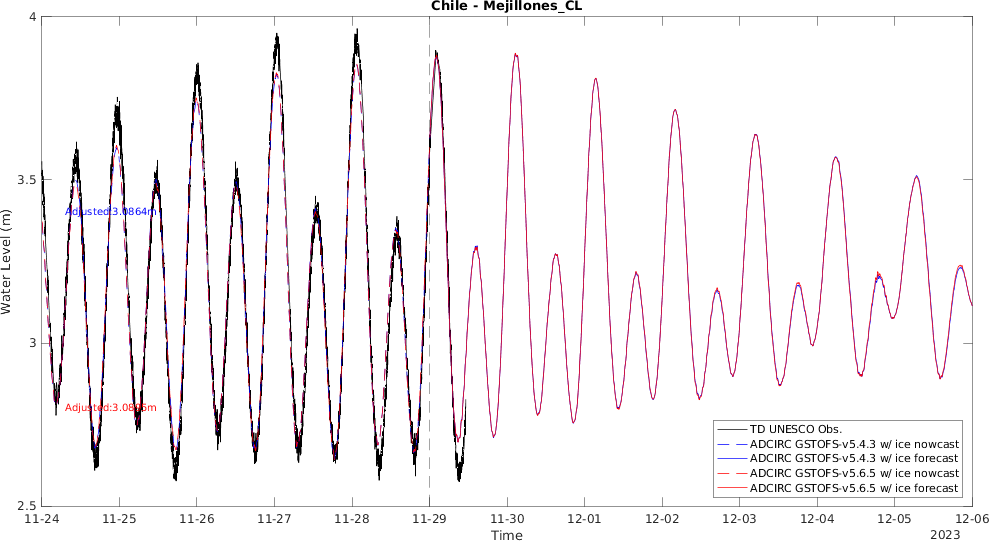 Chile - Mejillones_CL
4
3.5
3
2.5
Water Level (m)
Adjusted:3.0864m
TD UNESCO Obs.
ADCIRC GSTOFS-v5.4.3 w/ ice nowcast
ADCIRC GSTOFS-v5.4.3 w/ ice forecast
ADCIRC GSTOFS-v5.6.5 w/ ice nowcast
ADCIRC GSTOFS-v5.6.5 w/ ice forecast
11-24 11-25 11-26 11-27 11-28 11-29 11-30 12-01 12-02 12-03 12-04 12-05 12-06
Time
2023